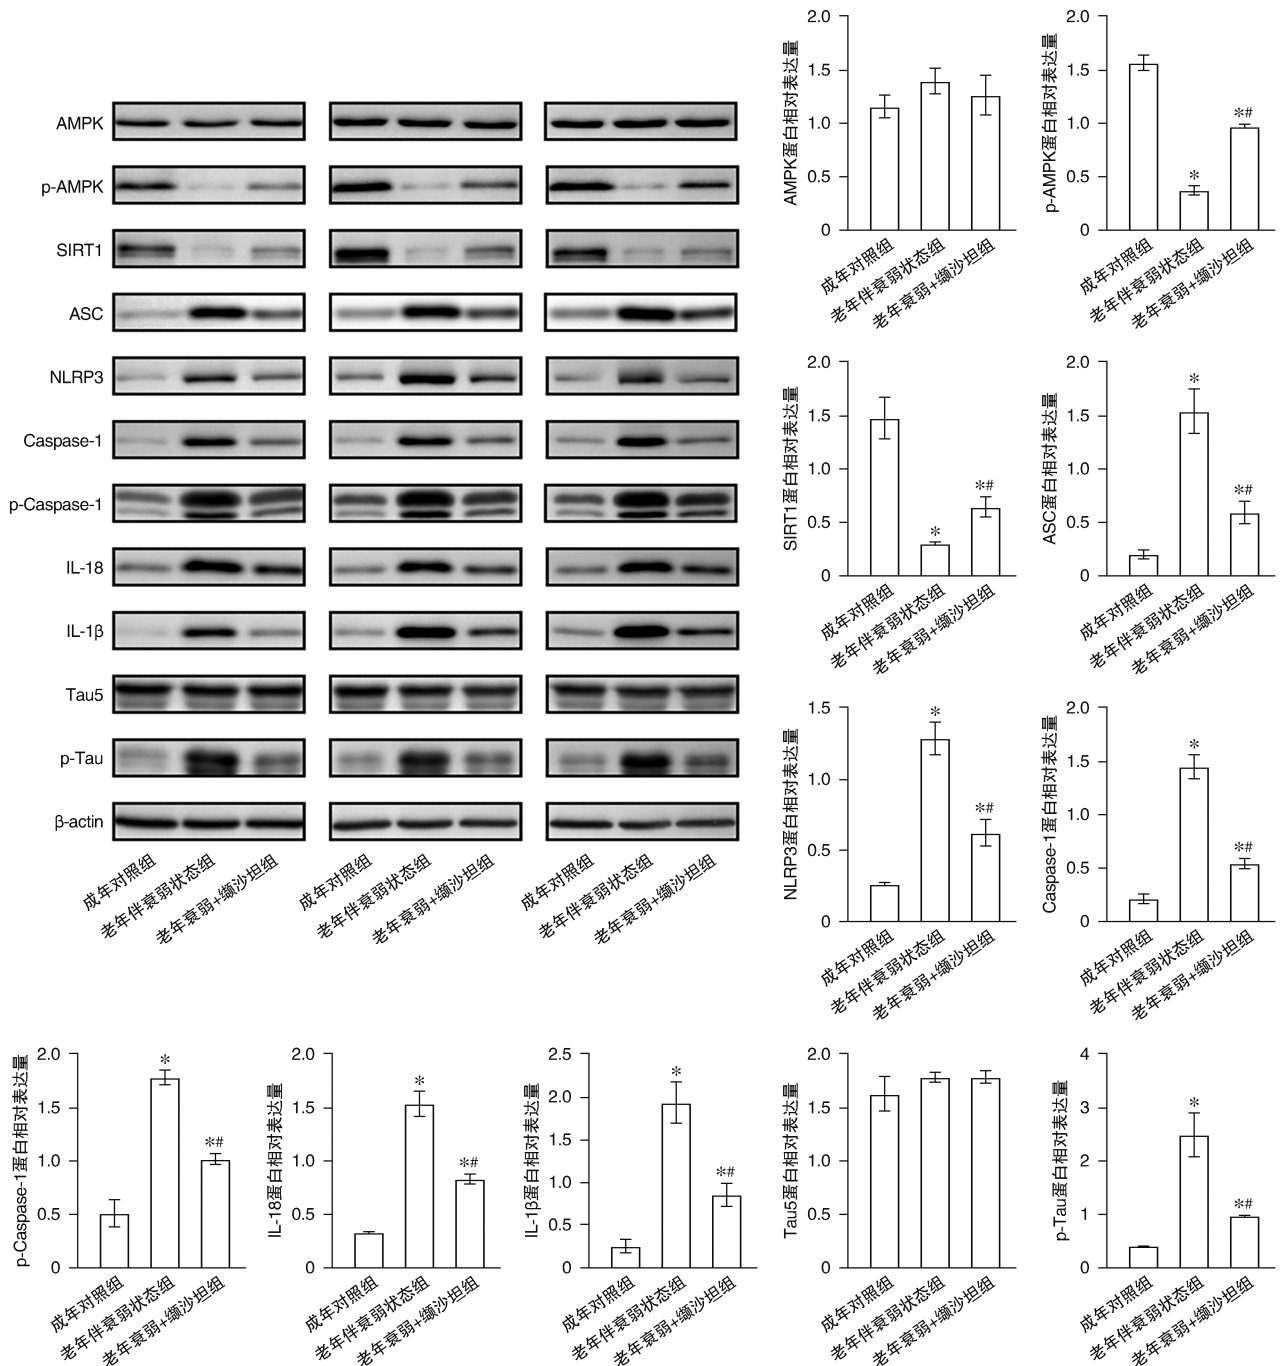 AMPK
p-AMPK
SIRT1
ASC
NLRP3
Caspase-1
p-Caspase-1
IL-18
IL-1β
Tau5
p-Tau
β-actin
成年对照组
老年伴衰弱状态组
老年衰弱+缬沙坦组
成年对照组
老年伴衰弱状态组
老年衰弱+缬沙坦组
成年对照组
老年伴衰弱状态组
老年衰弱+缬沙坦组
AMPK蛋白相对表达量
2.0
1.5
1.0
0.5
0
成年对照组
老年伴衰弱状态组
老年衰弱+缬沙坦组
p-AMPK蛋白相对表达量
2.0
1.5
1.0
0.5
0
*
*#
成年对照组
老年伴衰弱状态组
老年衰弱+缬沙坦组
SIRT1蛋白相对表达量
2.0
1.5
1.0
0.5
0
*
*#
成年对照组
老年伴衰弱状态组
老年衰弱+缬沙坦组
ASC蛋白相对表达量
2.0
1.5
1.0
0.5
0
*
*#
成年对照组
老年伴衰弱状态组
老年衰弱+缬沙坦组
NLRP3蛋白相对表达量
1.5
1.0
0.5
0
*
*#
成年对照组
老年伴衰弱状态组
老年衰弱+缬沙坦组
Caspase-1蛋白相对表达量
2.0
1.5
1.0
0.5
0
*
*#
成年对照组
老年伴衰弱状态组
老年衰弱+缬沙坦组
p-Caspase-1蛋白相对表达量
2.0
1.5
1.0
0.5
0
*
*#
成年对照组
老年伴衰弱状态组
老年衰弱+缬沙坦组
IL-18蛋白相对表达量
2.0
1.5
1.0
0.5
0
*
*#
成年对照组
老年伴衰弱状态组
老年衰弱+缬沙坦组
IL-1β蛋白相对表达量
2.5
2.0
1.5
1.0
0.5
0
*
*#
成年对照组
老年伴衰弱状态组
老年衰弱+缬沙坦组
Tau5蛋白相对表达量
2.0
1.5
1.0
0.5
0
成年对照组
老年伴衰弱状态组
老年衰弱+缬沙坦组
p-Tau蛋白相对表达量
4
3
2
1
0
*
*#
成年对照组
老年伴衰弱状态组
老年衰弱+缬沙坦组